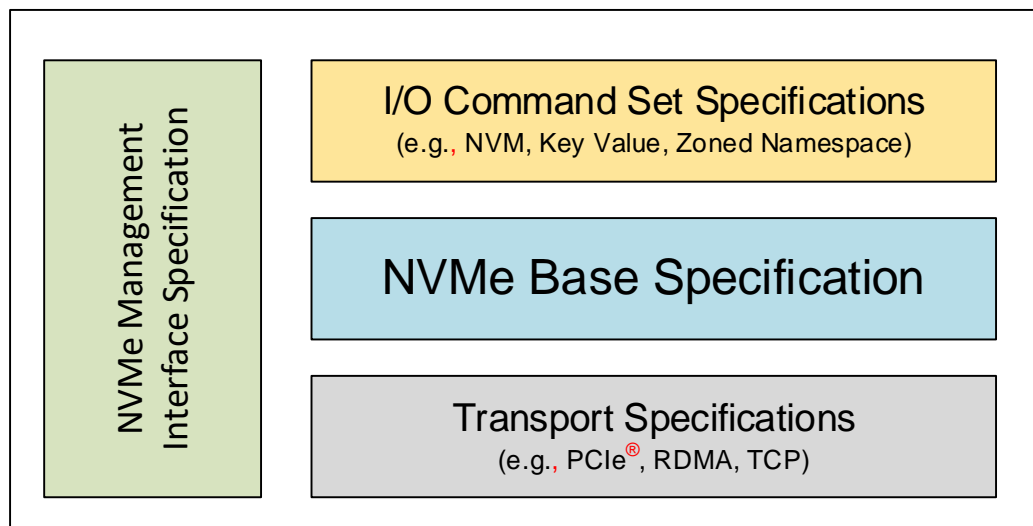 NVMe Management
Interface Specification
I/O Command Set Specifications
(e.g., NVM, Key Value, Zoned Namespace)
NVMe Base Specification
Transport Specifications
(e.g., PCIe®, RDMA, TCP)